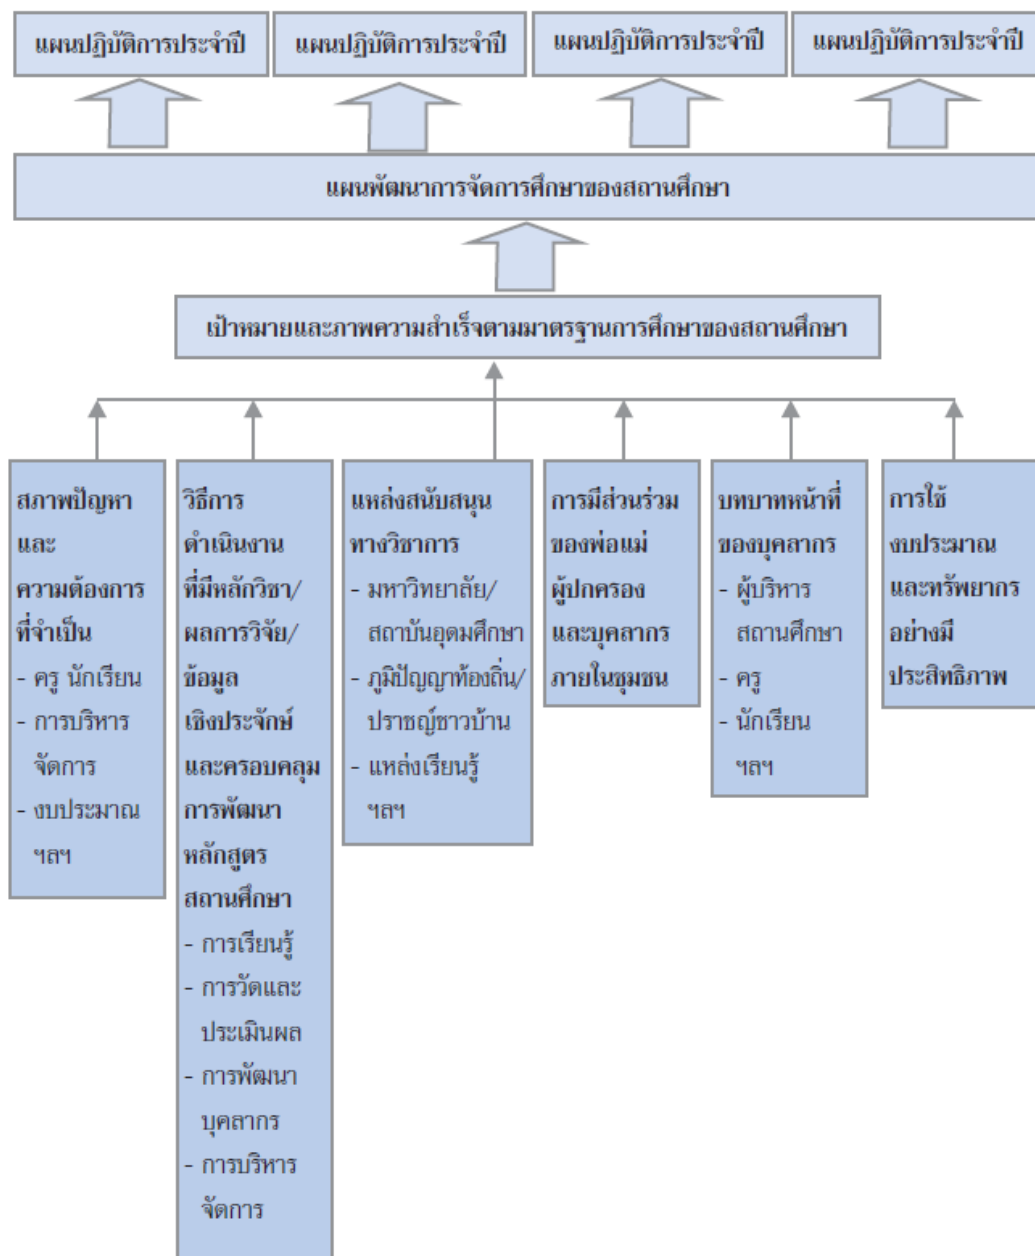 แผนปฏิบัติการประจำปี
แผนปฏิบัติการประจำปี
แผนปฏิบัติการประจำปี
แผนปฏิบัติการประจำปี
แผนพัฒนาการจัดการศึกษาของสถานศึกษา
เป้าหมายและภาพความสำเร็จตามมาตรฐานการศึกษาของสถานศึกษา
สภาพปัญหา
และ
ความต้องการ
ที่จำเป็น
- ครู นักเรียน
- การบริหาร
จัดการ
- งบประมาณ
ฯลฯ
วิธีการ
ดำเนินงาน
ที่มีหลักวิชา/
ผลการวิจัย/
ข้อมูล
เชิงประจักษ์
และครอบคลุม
การพัฒนา
หลักสูตร
สถานศึกษา
- การเรียนรู้
- การวัดและ
ประเมินผล
- การพัฒนา
บุคลากร
- การบริหาร
จัดการ
แหล่งสนับสนุน
ทางวิชาการ
- มหาวิทยาลัย/
สถาบันอุดมศึกษา
- ภูมิปัญญาท้องถิ่น/
ปราชญ์ชาวบ้าน
- แหล่งเรียนรู้
ฯลฯ
การมีส่วนร่วม
ของพ่อแม่
ผู้ปกครอง
และบุคลากร
ภายในชุมชน
บทบาทหน้าที่
ของบุคลากร
- ผู้บริหาร
สถานศึกษา
- ครู
- นักเรียน
ฯลฯ
การใช้
งบประมาณ
และทรัพยากร
อย่างมี
ประสิทธิภาพ